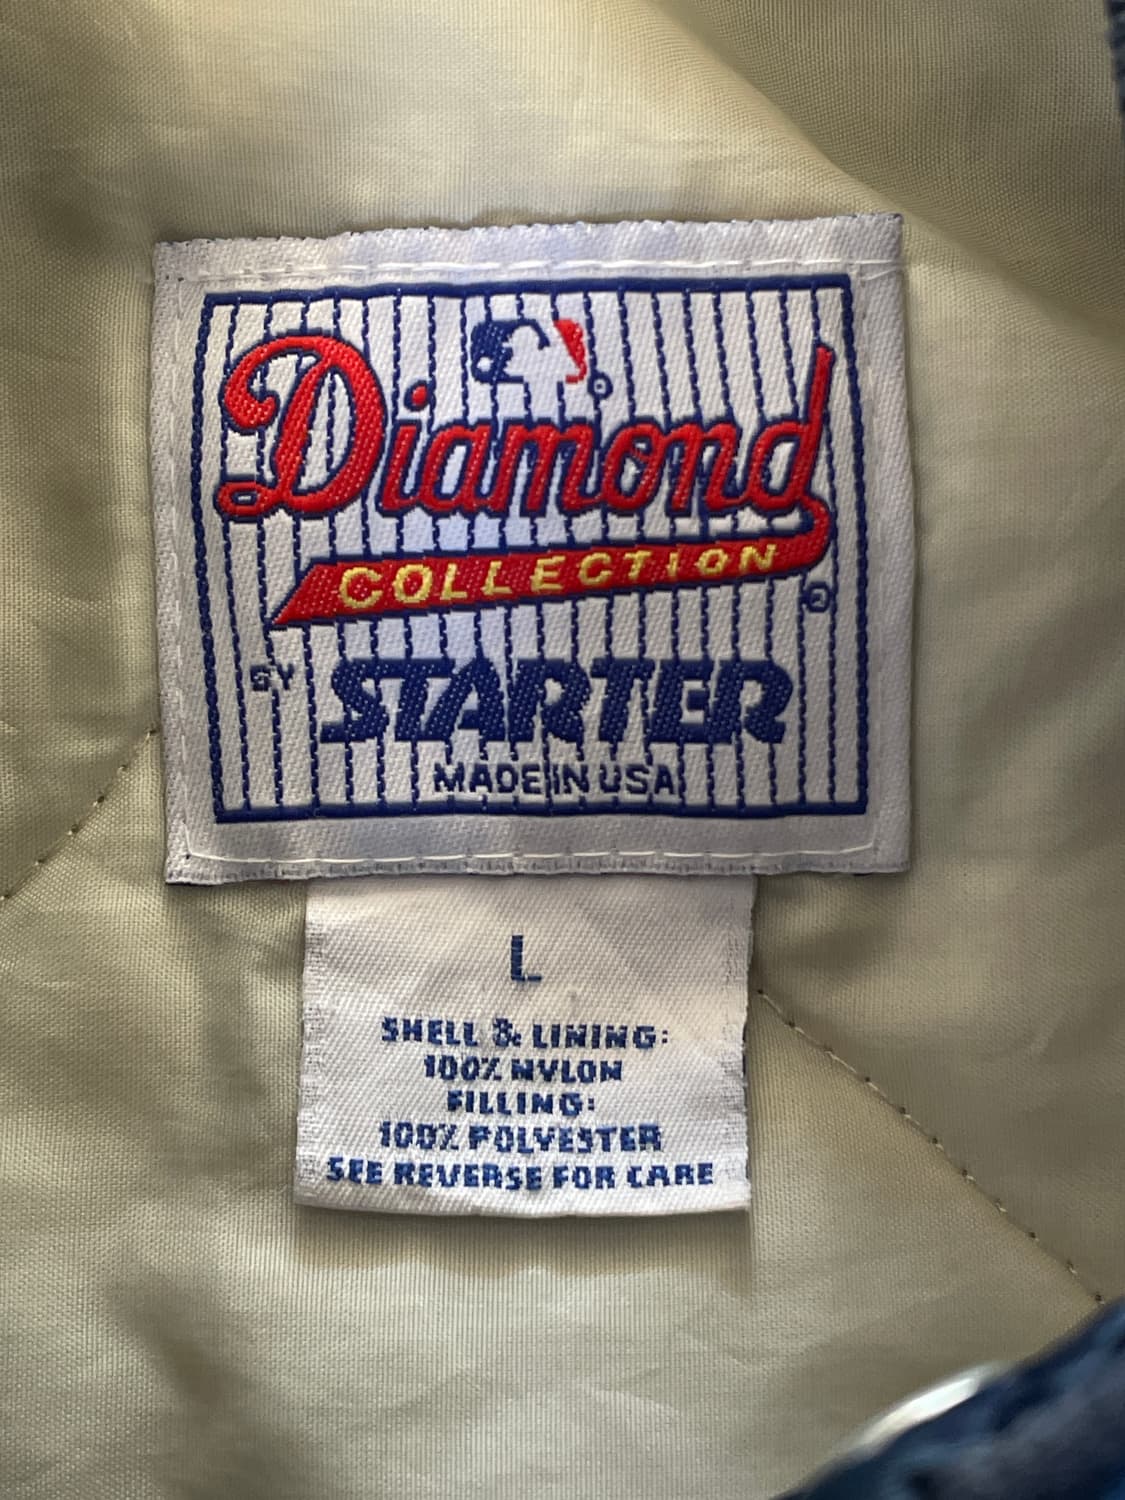 Diamond
COLLECTION
BY STARTER
MADE IN USA
L
SHELL & LINING:
100% NYLON
FILLING:
100% POLYESTER
SEE REVERSE FOR CARE